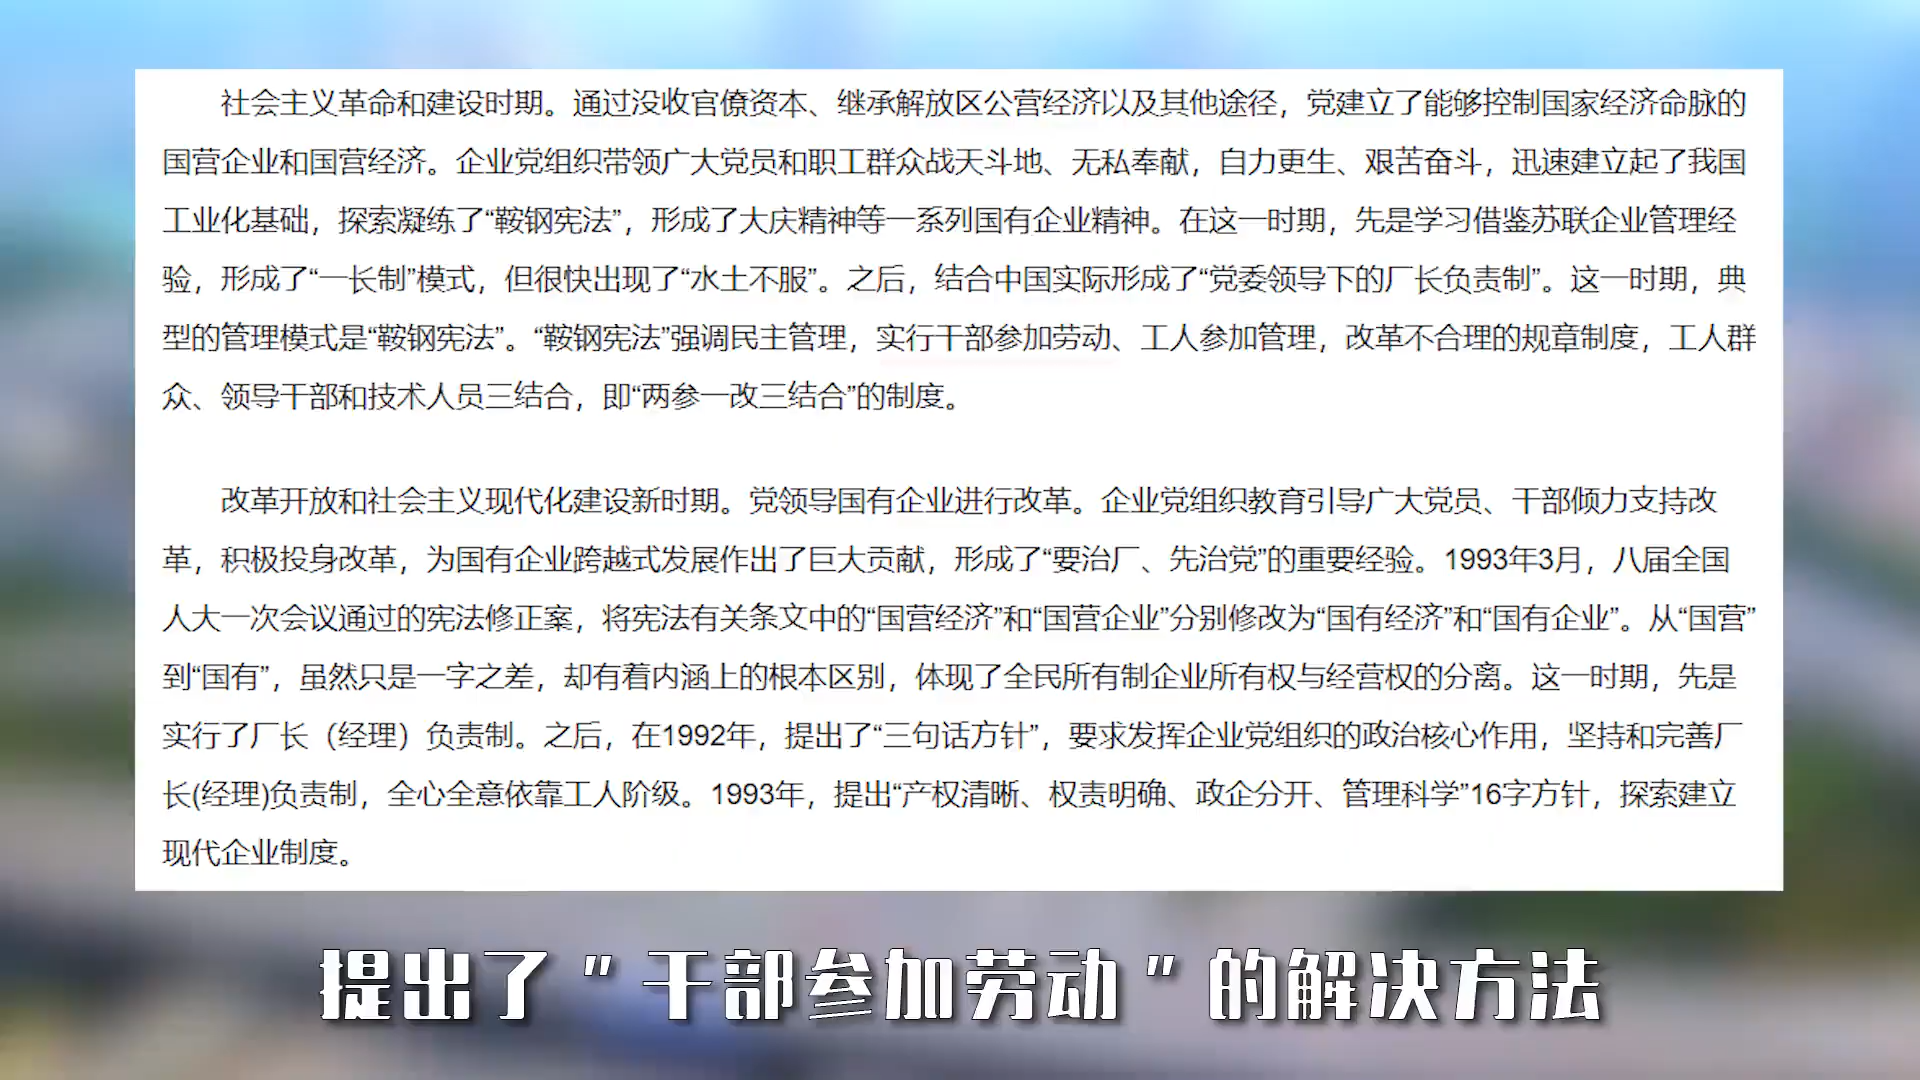 社会主义革命和建设时期。通过没收官僚资本、继承解放区公营经济以及其他途径，党建立了能够控制国家经济命脉的
国营企业和国营经济。企业党组织带领广大党员和职工群众战天斗地、无私奉献，自力更生、艰苦奋斗，迅速建立起了我国
工业化基础，探索凝练了“鞍钢宪法”，形成了大庆精神等一系列国有企业精神。在这一时期，先是学习借鉴苏联企业管理经
验，形成了“一长制”模式，但很快出现了“水土不服”。之后，结合中国实际形成了“党委领导下的厂长负责制”。这一时期，典
型的管理模式是“鞍钢宪法”。“鞍钢宪法”强调民主管理，实行干部参加劳动、工人参加管理，改革不合理的规章制度，工人群
众、领导干部和技术人员三结合，即“两参一改三结合”的制度。
改革开放和社会主义现代化建设新时期。党领导国有企业进行改革。企业党组织教育引导广大党员、干部倾力支持改
革，积极投身改革，为国有企业跨越式发展作出了巨大贡献，形成了“要治厂、先治党”的重要经验。1993年3月，八届全国
人大一次会议通过的宪法修正案，将宪法有关条文中的“国营经济”和“国营企业”分别修改为“国有经济”和“国有企业”。从“国营”
到“国有”，虽然只是一字之差，却有着内涵上的根本区别，体现了全民所有制企业所有权与经营权的分离。这一时期，先是
实行了厂长（经理）负责制。之后，在1992年，提出了“三句话方针”，要求发挥企业党组织的政治核心作用，坚持和完善厂
长(经理)负责制，全心全意依靠工人阶级。1993年，提出“产权清晰、权责明确、政企分开、管理科学”16字方针，探索建立
现代企业制度。
提出了"干部参加劳动"的解决方法